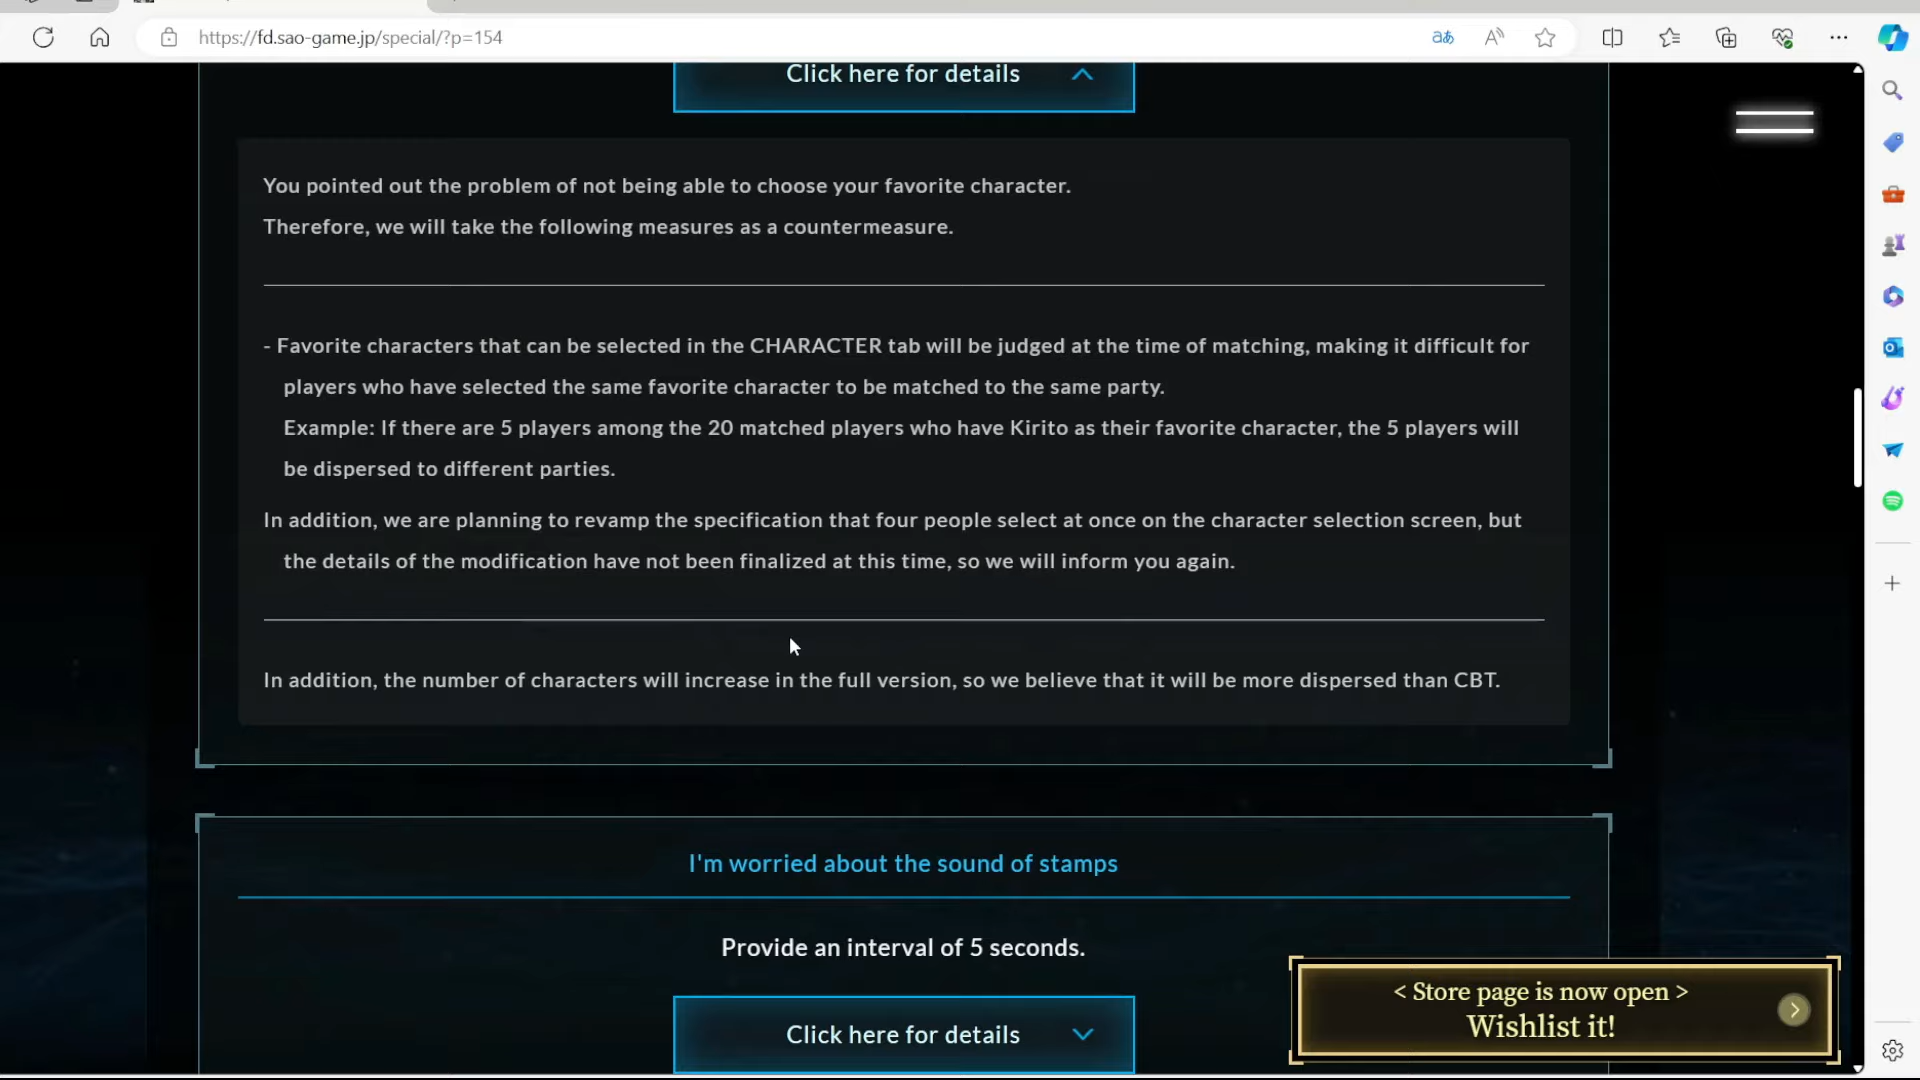 https://fd.sao-game.jp/special/?p=154
Click here for details
You pointed out the problem of not being able to choose your favorite character.
Therefore, we will take the following measures as a countermeasure.
- Favorite characters that can be selected in the CHARACTER tab will be judged at the time of matching, making it difficult for
players who have selected the same favorite character to be matched to the same party.
Example: If there are 5 players among the 20 matched players who have Kirito as their favorite character, the 5 players will
be dispersed to different parties.
In addition, we are planning to revamp the specification that four people select at once on the character selection screen, but
the details of the modification have not been finalized at this time, so we will inform you again.
In addition, the number of characters will increase in the full version, so we believe that it will be more dispersed than CBT.
I'm worried about the sound of stamps
Provide an interval of 5 seconds.
Click here for details
< Store page is now open >
Wishlist it!